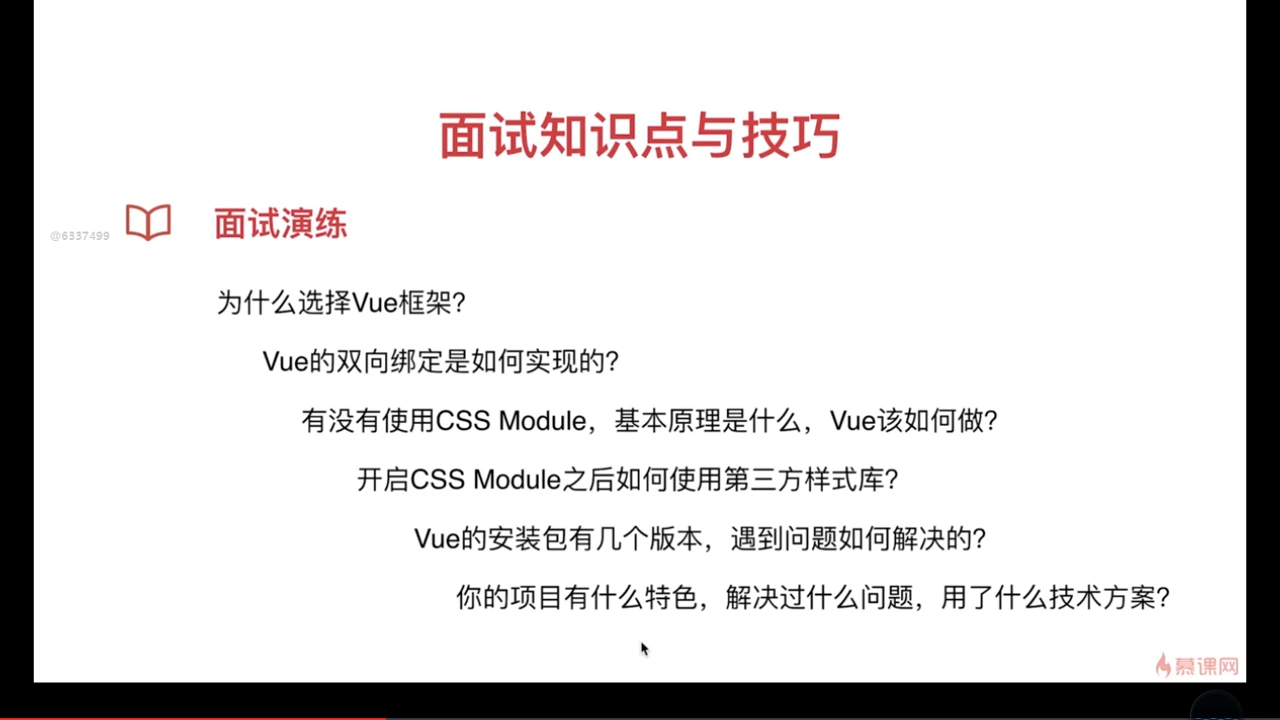 面试知识点与技巧
面试演练
@6337499
为什么选择Vue框架?
Vue的双向绑定是如何实现的?
有没有使用CSS Module，基本原理是什么，Vue该如何做?
开启CSS Module之后如何使用第三方样式库?
Vue的安装包有几个版本，遇到问题如何解决的?
你的项目有什么特色，解决过什么问题，用了什么技术方案?
慕课网